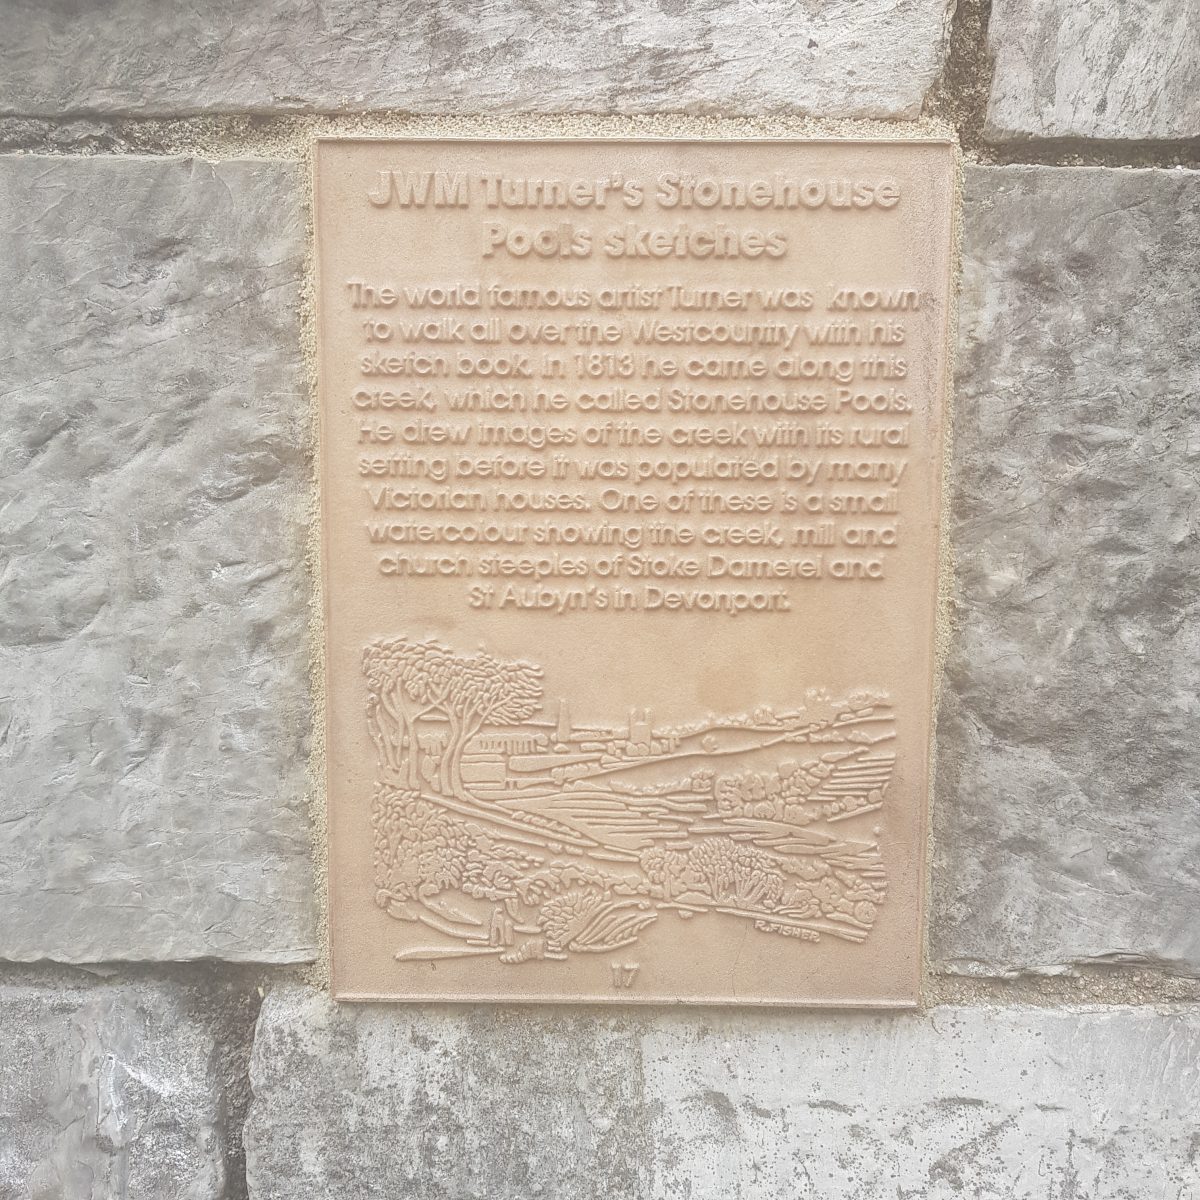 JWM Turner's Stonehouse
Pools sketches
The world famous artist Turner was known
to walk all over the Westcountry with his
sketch book. In 1813 he came along this
creek, which he called Stonehouse Pools.
He drew images of the creek with its rural
setting before it was populated by many
Victorian houses. One of these is a small
watercolour showing the creek, mill and
church steeples of Stoke Damerel and
St Aubyn's in Devonport.
R.FISHER
17